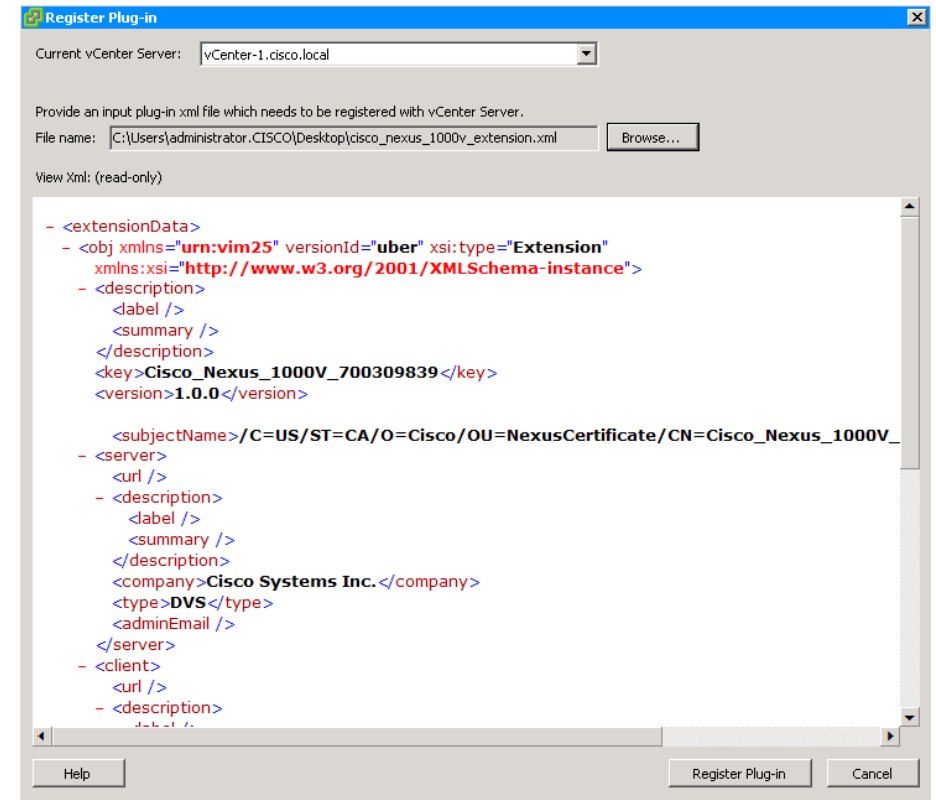 Register Plug-in
Current vCenter Server: vCenter-1.cisco.local
Provide an input plug-in xml file which needs to be registered with vCenter Server.
File name: C:\Users\administrator.CISCO\Desktop\cisco_nexus_1000v_extension.xml Browse...
View Xml: (read-only)
- <extensionData>
- <obj xmlns="urn:vim25" versionId="uber" xsi:type="Extension"
xmlns:xsi="http://www.w3.org/2001/XMLSchema-instance">
- <description>
<label />
<summary />
</description>
<key>Cisco_Nexus_1000V_700309839</key>
<version>1.0.0</version>
<subjectName>/C=US/ST=CA/O=Cisco/OU=NexusCertificate/CN=Cisco_Nexus_1000V_
- <server>
<url />
- <description>
<label />
<summary />
</description>
<company>Cisco Systems Inc.</company>
<type>DVS</type>
<adminEmail />
</server>
- <client>
<url />
- <description>
Help Register Plug-in Cancel